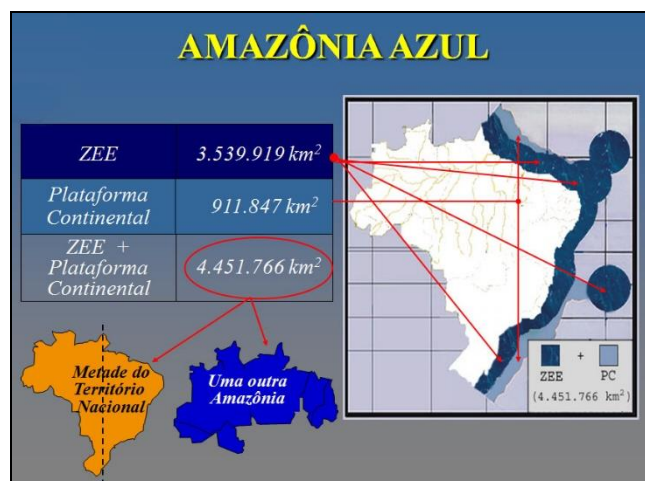 AMAZÔNIA AZUL
ZEE 3.539.919 km²
Plataforma
Continental 911.847 km²
ZEE +
Plataforma
Continental 4.451.766 km²
Metade do
Território
Nacional
Uma outra
Amazônia
+
ZEE PC
(4.451.766 km²)